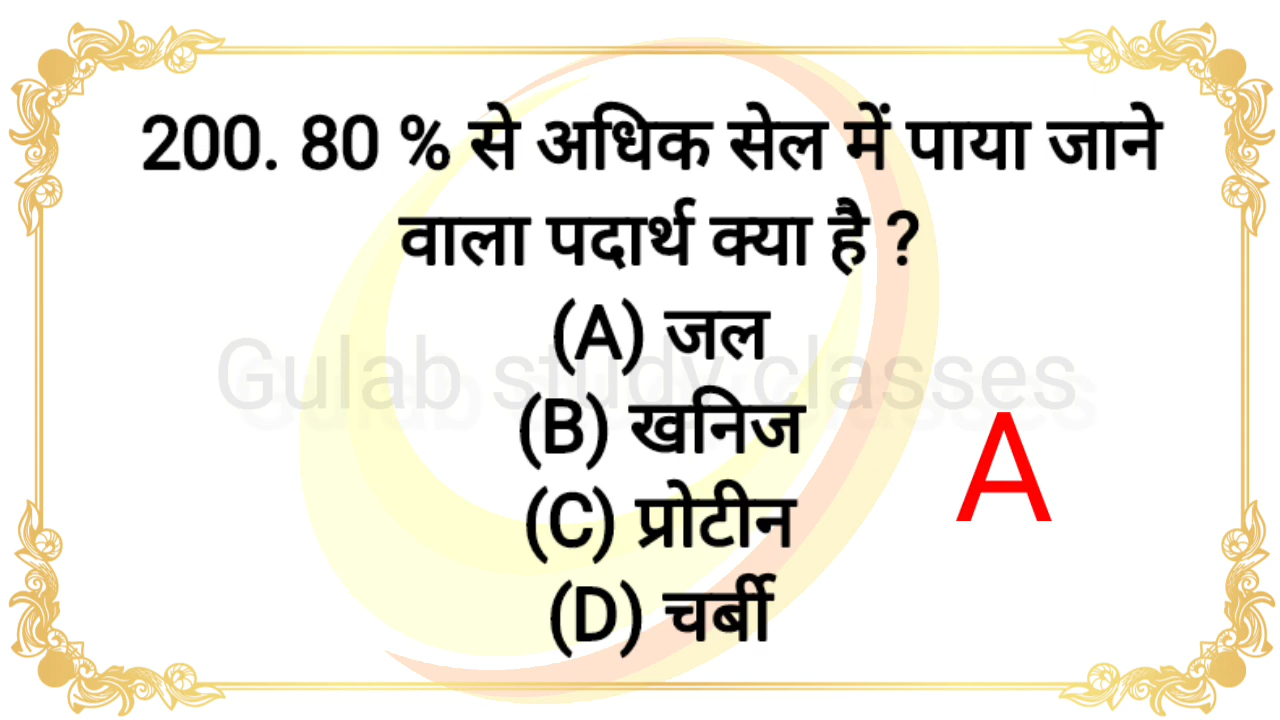 200. 80 % से अधिक सेल में पाया जाने
वाला पदार्थ क्या है ?
(A) जल
Gulab study classes
(B) खनिज
(C) प्रोटीन
A
(D) चर्बी